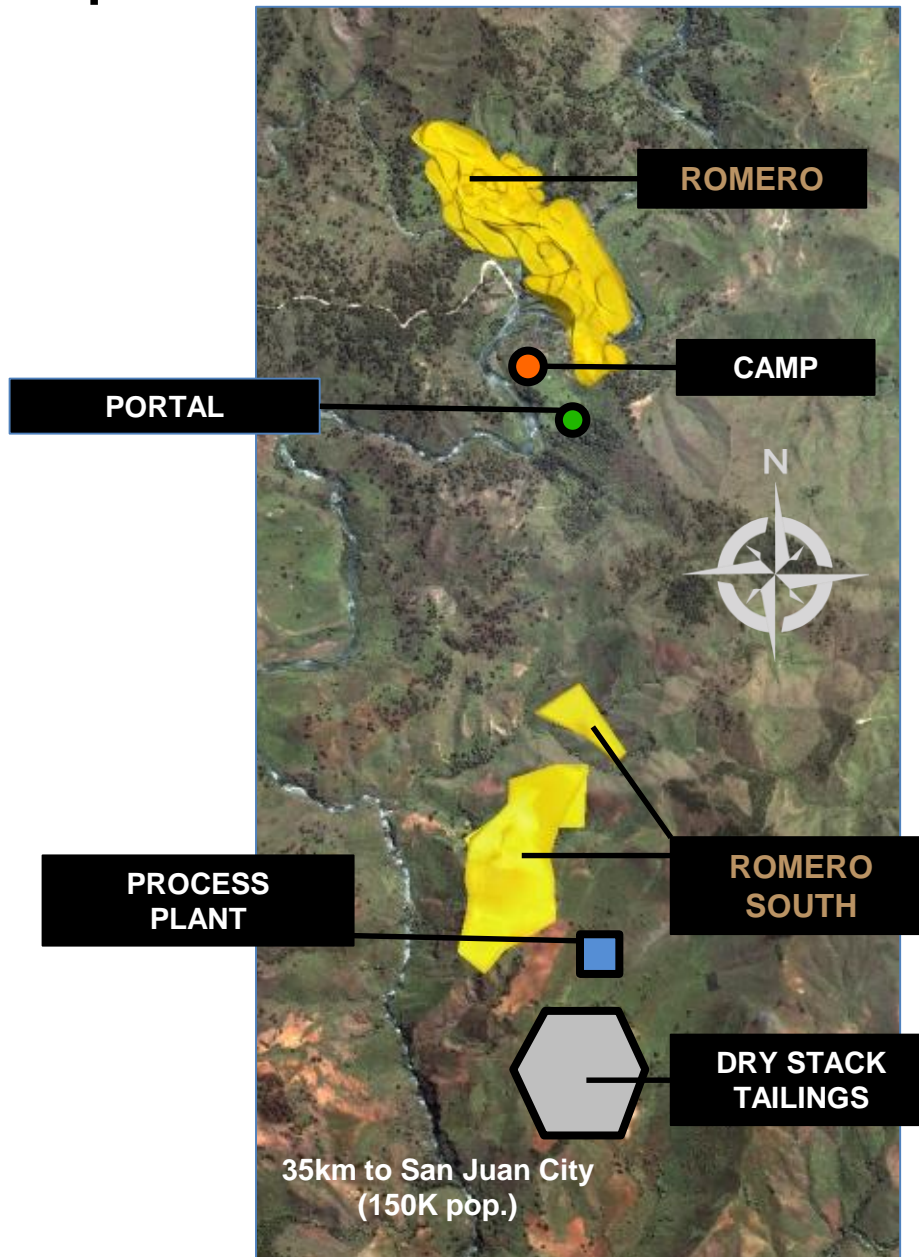 ROMERO
CAMP
PORTAL
N
PROCESS
PLANT
ROMERO
SOUTH
DRY STACK
TAILINGS
35km to San Juan City
(150K pop.)